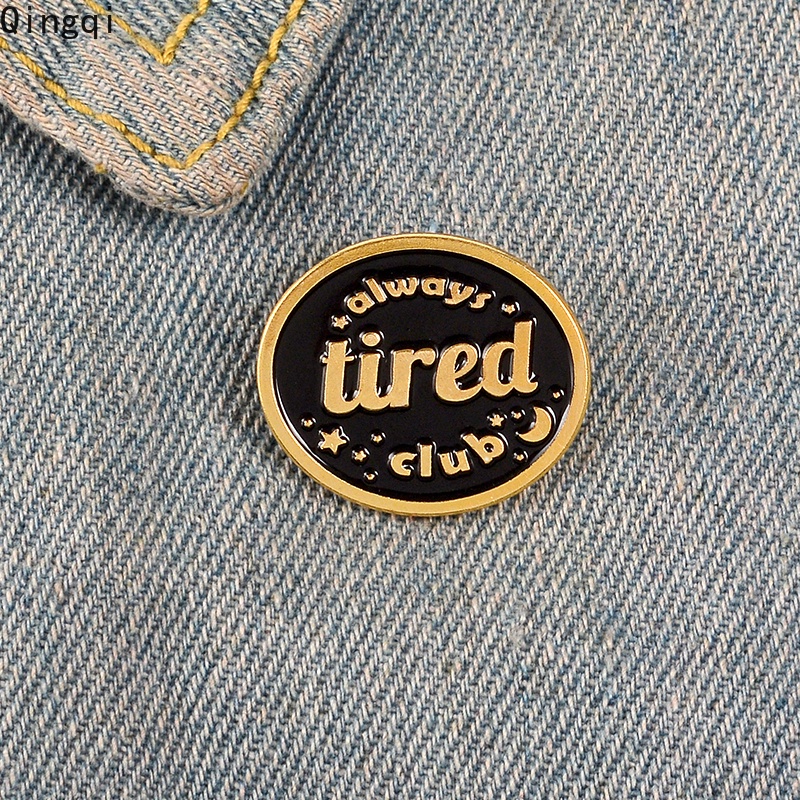 Qingqi
always
tired
club